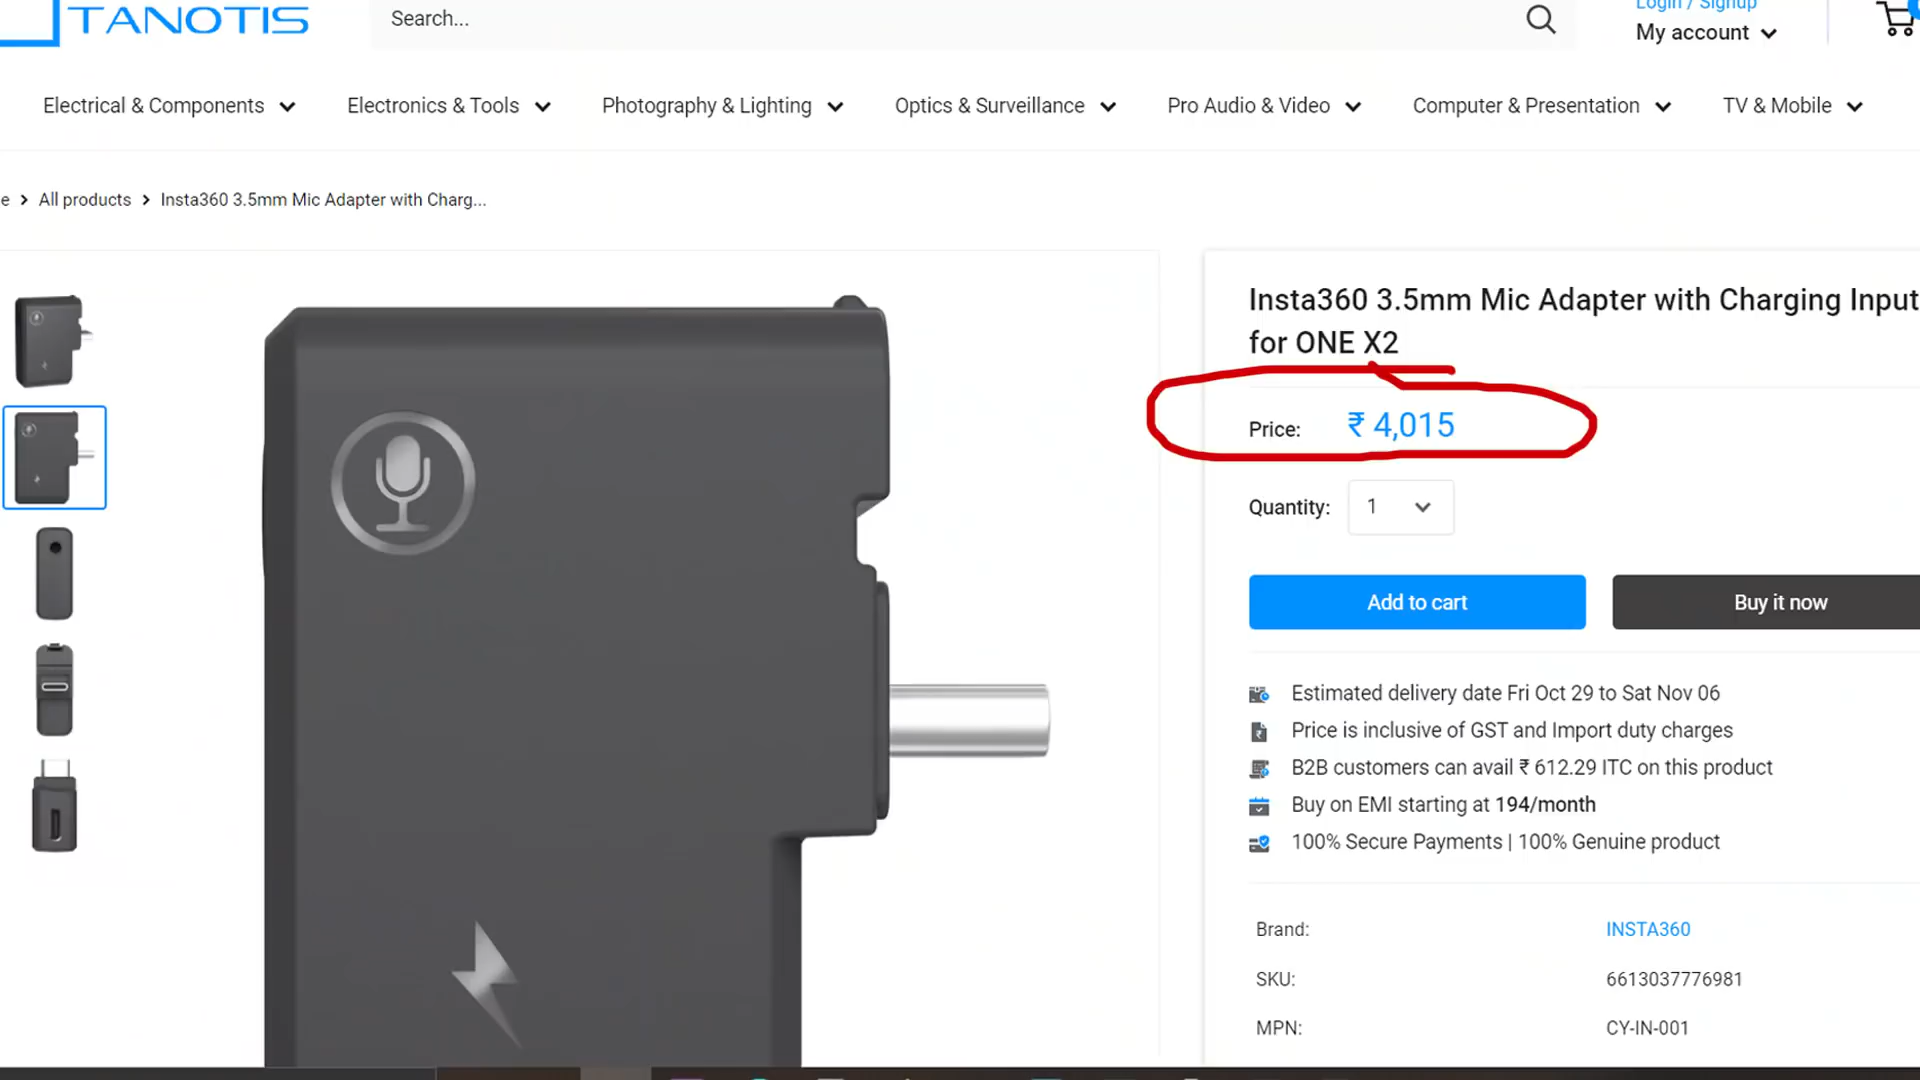 TANOTIS
Search...
Login / Signup
My account
Electrical & Components
Electronics & Tools
Photography & Lighting
Optics & Surveillance
Pro Audio & Video
Computer & Presentation
TV & Mobile
e > All products > Insta360 3.5mm Mic Adapter with Charg...
Insta360 3.5mm Mic Adapter with Charging Input
for ONE X2
Price: ₹ 4,015
Quantity: 1
Add to cart
Buy it now
Estimated delivery date Fri Oct 29 to Sat Nov 06
Price is inclusive of GST and Import duty charges
B2B customers can avail ₹ 612.29 ITC on this product
Buy on EMI starting at 194/month
100% Secure Payments | 100% Genuine product
Brand: INSTA360
SKU: 6613037776981
MPN: CY-IN-001